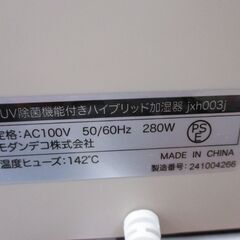 UV除菌機能付きハイブリッド加湿器 jxh003j
定格:AC100V 50/60Hz 280W
モダンデコ株式会社
温度ヒューズ:142℃
PSE
MADE IN CHINA
製造番号:241004266